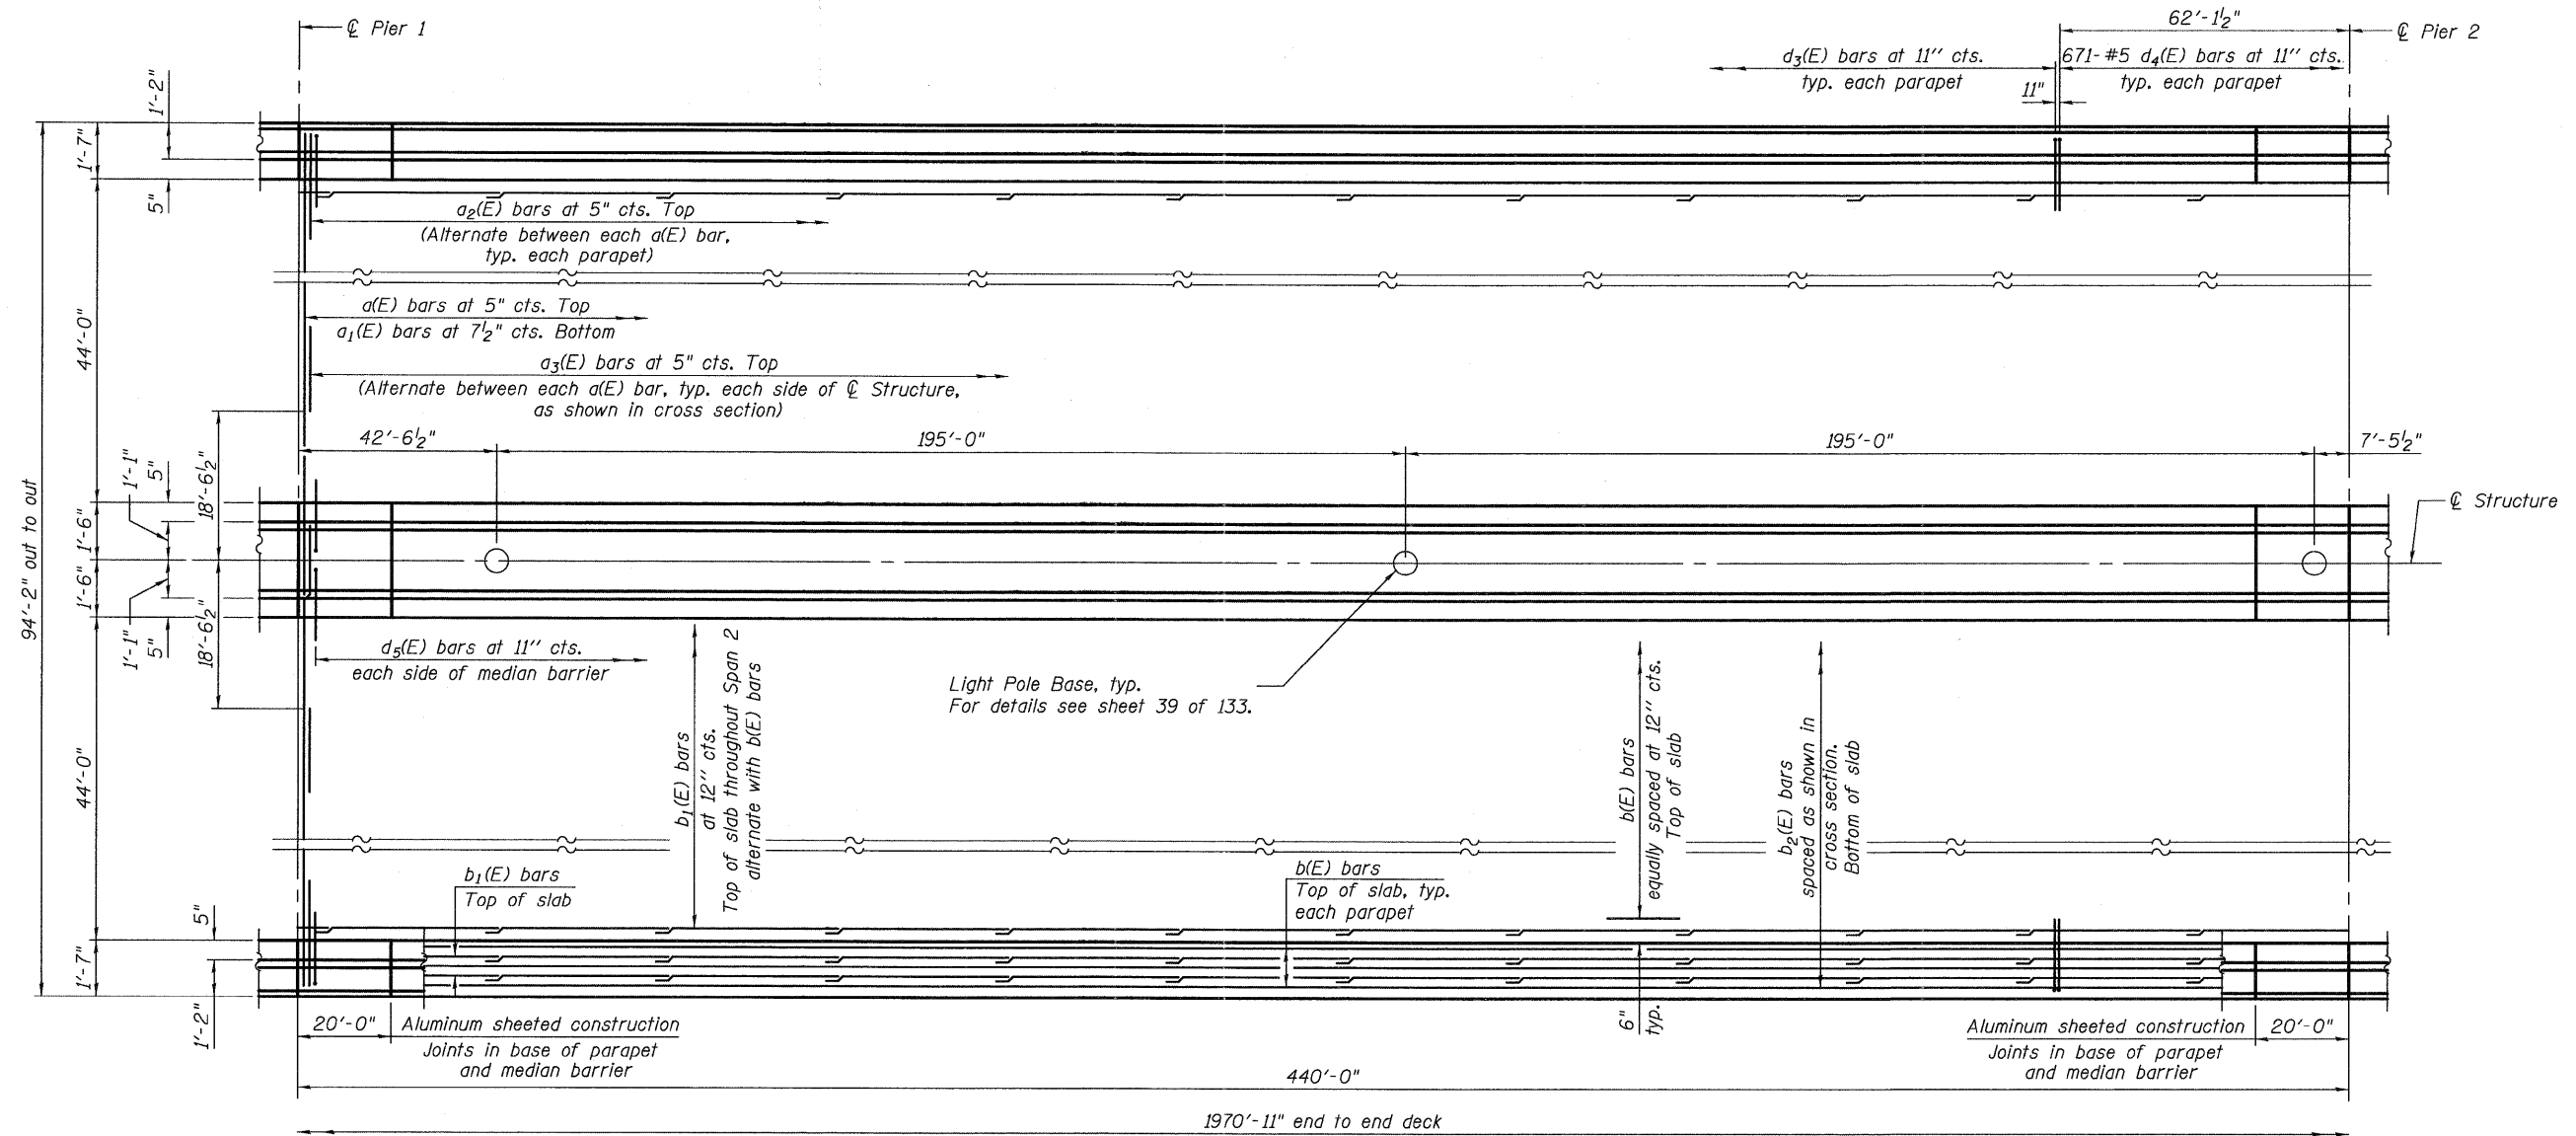 ℄ Pier 1
62'-1½"
℄ Pier 2
d₃(E) bars at 11" cts.
typ. each parapet
671-#5 d₄(E) bars at 11" cts.
typ. each parapet
11"
1'-2"
1'-7"
5"
a₂(E) bars at 5" cts. Top
(Alternate between each a(E) bar,
typ. each parapet)
a(E) bars at 5" cts. Top
a₁(E) bars at 7½" cts. Bottom
44'-0"
a₃(E) bars at 5" cts. Top
(Alternate between each a(E) bar, typ. each side of ℄ Structure,
as shown in cross section)
42'-6½"
195'-0"
195'-0"
7'-5½"
94'-2" out to out
1'-1"
5"
18'-6½"
1'-6"
1'-6"
1'-1"
5"
18'-6½"
℄ Structure
d₅(E) bars at 11" cts.
each side of median barrier
Light Pole Base, typ.
For details see sheet 39 of 133.
44'-0"
b₁(E) bars
at 12" cts.
Top of slab throughout Span 2
alternate with b(E) bars
b(E) bars
equally spaced at 12" cts.
Top of slab
b₂(E) bars
spaced as shown in
cross section.
Bottom of slab
b₁(E) bars
Top of slab
b(E) bars
Top of slab, typ.
each parapet
5"
1'-7"
1'-2"
6"
typ.
20'-0"
Aluminum sheeted construction
Joints in base of parapet
and median barrier
Aluminum sheeted construction
Joints in base of parapet
and median barrier
20'-0"
440'-0"
1970'-11" end to end deck